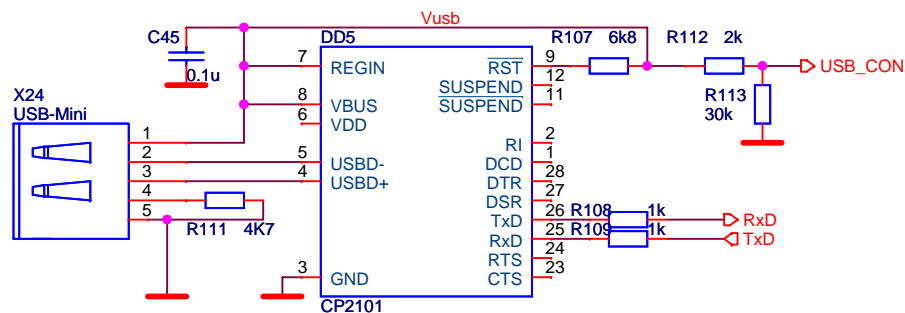 Vusb
C45
DD5
R107 6k8 R112 2k
7 REGIN
RST 9
USB_CON
0.1u
SUSPEND 12
X24
8 VBUS
SUSPEND 11
R113
USB-Mini
6 VDD
30k
1
RI 2
2
5 USBD-
DCD 1
3
4 USBD+
DTR 28
4
DSR 27
5
TxD 26
R108 1k
RxD
R111 4K7
RxD 25
R109 1k
TxD
RTS 24
3 GND
CTS 23
CP2101